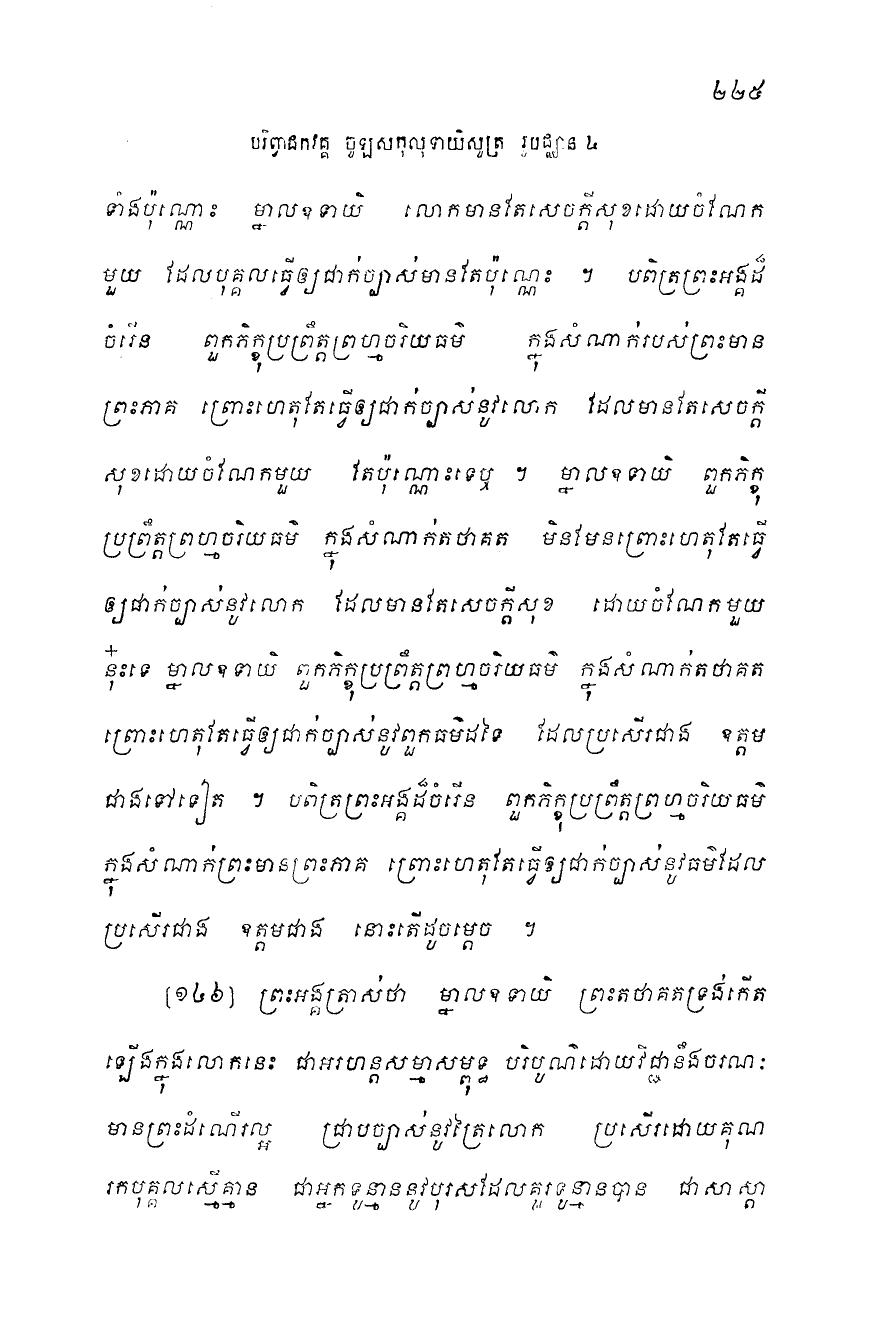 ២២៥
បរិព្វាជកវគ្គ ចូឡសកុលុទាយិសូត្រ រូបជ្ឈាន ៤
ទាំងប៉ុណ្ណោះ ម្នាលឧទាយិ លោកមានតែសេចក្តីសុខដោយចំណែក
មួយ ដែលបុគ្គលធ្វើឲ្យជាក់ច្បាស់មានតែប៉ុណ្ណេះ ។ បពិត្រព្រះអង្គដ៏
ចំរើន ពួកភិក្ខុប្រព្រឹត្តព្រហ្មចរិយធម៌ ក្នុងសំណាក់របស់ព្រះមាន
ព្រះភាគ ព្រោះហេតុតែធ្វើឲ្យជាក់ច្បាស់នូវលោក ដែលមានតែសេចក្តី
សុខដោយចំណែកមួយ តែប៉ុណ្ណោះទេឬ ។ ម្នាលឧទាយិ ពួកភិក្ខុ
ប្រព្រឹត្តព្រហ្មចរិយធម៌ ក្នុងសំណាក់តថាគត មិនមែនព្រោះហេតុតែធ្វើ
ឲ្យជាក់ច្បាស់នូវលោក ដែលមានតែសេចក្តីសុខ ដោយចំណែកមួយ
នុ៎ះទេ ម្នាលឧទាយិ ពួកភិក្ខុប្រព្រឹត្តព្រហ្មចរិយធម៌ ក្នុងសំណាក់តថាគត
ព្រោះហេតុតែធ្វើឲ្យជាក់ច្បាស់នូវពួកធម៌ដទៃ ដែលប្រសើរជាង ឧត្តម
ជាងទៅទៀត ។ បពិត្រព្រះអង្គដ៏ចំរើន ពួកភិក្ខុប្រព្រឹត្តព្រហ្មចរិយធម៌
ក្នុងសំណាក់ព្រះមានព្រះភាគ ព្រោះហេតុតែធ្វើឲ្យជាក់ច្បាស់នូវធម៌ដែល
ប្រសើរជាង ឧត្តមជាង នោះតើដូចម្តេច ។
[១៤៦] ព្រះអង្គត្រាស់ថា ម្នាលឧទាយិ ព្រះតថាគតទ្រង់កើត
ឡើងក្នុងលោកនេះ ជាអរហន្តសម្មាសម្ពុទ្ធ បរិបូណ៌ដោយវិជ្ជានឹងចរណៈ
មានព្រះដំណើរល្អ ជ្រាបច្បាស់នូវត្រៃលោក ប្រសើរដោយគុណ
រកបុគ្គលស្មើគ្មាន ជាអ្នកទូន្មាននូវបុរសដែលគួរទូន្មានបាន ជាសាស្តា